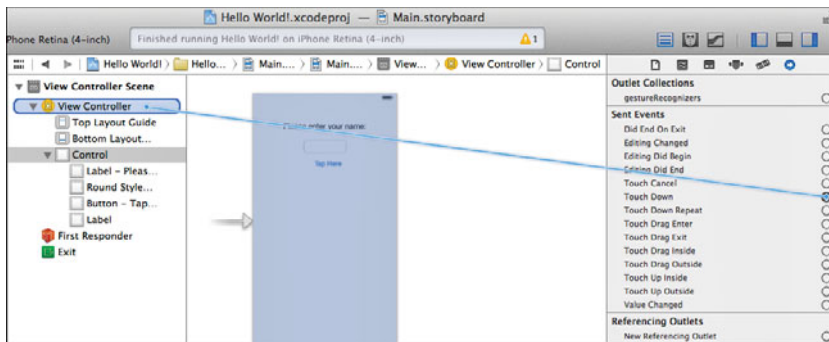 Hello World!.xcodeproj — Main.storyboard
Phone Retina (4-inch)
Finished running Hello World! on iPhone Retina (4-inch)
1
Hello World! Hello... Main.... Main.... View... View Controller Control
View Controller Scene
View Controller
Top Layout Guide
Bottom Layout...
Control
Label – Pleas...
Round Style...
Button – Tap...
Label
First Responder
Exit
Please enter your name:
Tap Here
Outlet Collections
gestureRecognizers
Sent Events
Did End On Exit
Editing Changed
Editing Did Begin
Editing Did End
Touch Cancel
Touch Down
Touch Down Repeat
Touch Drag Enter
Touch Drag Exit
Touch Drag Inside
Touch Drag Outside
Touch Up Inside
Touch Up Outside
Value Changed
Referencing Outlets
New Referencing Outlet